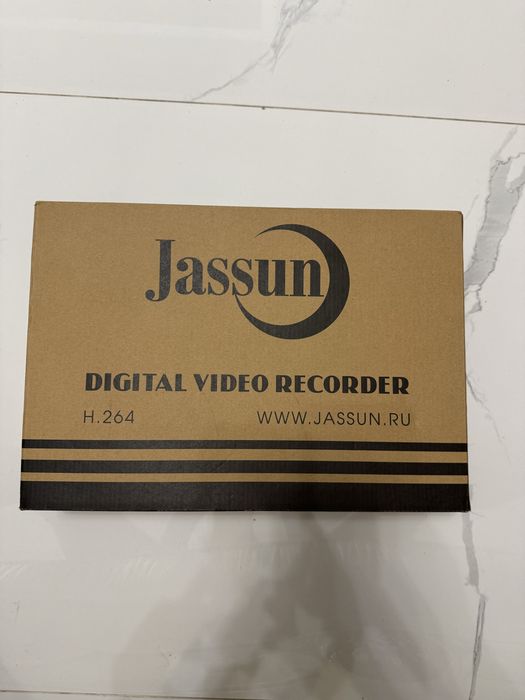 Jassun
DIGITAL VIDEO RECORDER
H.264 WWW.JASSUN.RU